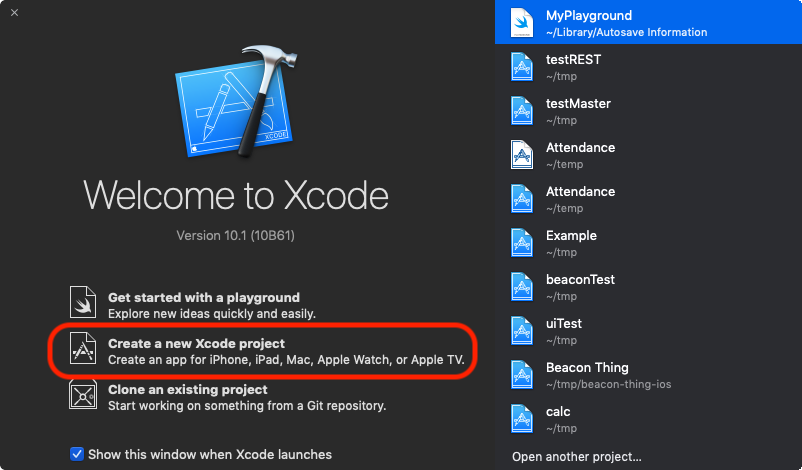 XCODE
Welcome to Xcode
Version 10.1 (10B61)
Get started with a playground
Explore new ideas quickly and easily.
Create a new Xcode project
Create an app for iPhone, iPad, Mac, Apple Watch, or Apple TV.
Clone an existing project
Start working on something from a Git repository.
Show this window when Xcode launches
MyPlayground
~/Library/Autosave Information
testREST
~/tmp
testMaster
~/tmp
Attendance
~/temp
Attendance
~/temp
Example
~/tmp
beaconTest
~/tmp
uiTest
~/tmp
Beacon Thing
~/tmp/beacon-thing-ios
calc
~/tmp
Open another project...